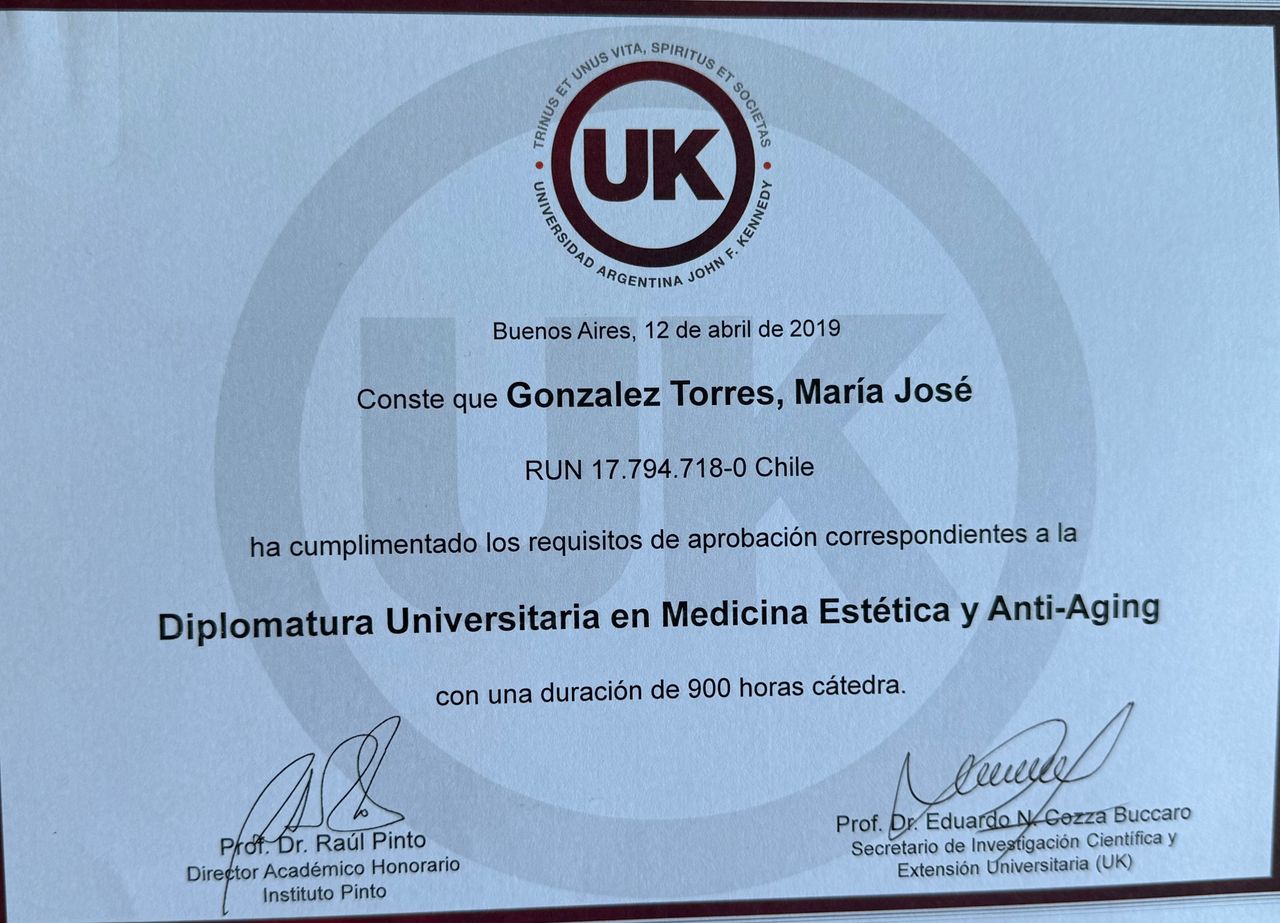 TRINUS ET UNUS VITA, SPIRITUS ET SOCIETAS
UK
UNIVERSIDAD ARGENTINA JOHN F. KENNEDY
UK
Buenos Aires, 12 de abril de 2019
Conste que Gonzalez Torres, María José
RUN 17.794.718-0 Chile
ha cumplimentado los requisitos de aprobación correspondientes a la
Diplomatura Universitaria en Medicina Estética y Anti-Aging
con una duración de 900 horas cátedra.
Prof. Dr. Raúl Pinto
Director Académico Honorario
Instituto Pinto
Prof. Dr. Eduardo N. Cozza Buccaro
Secretario de Investigación Científica y
Extensión Universitaria (UK)